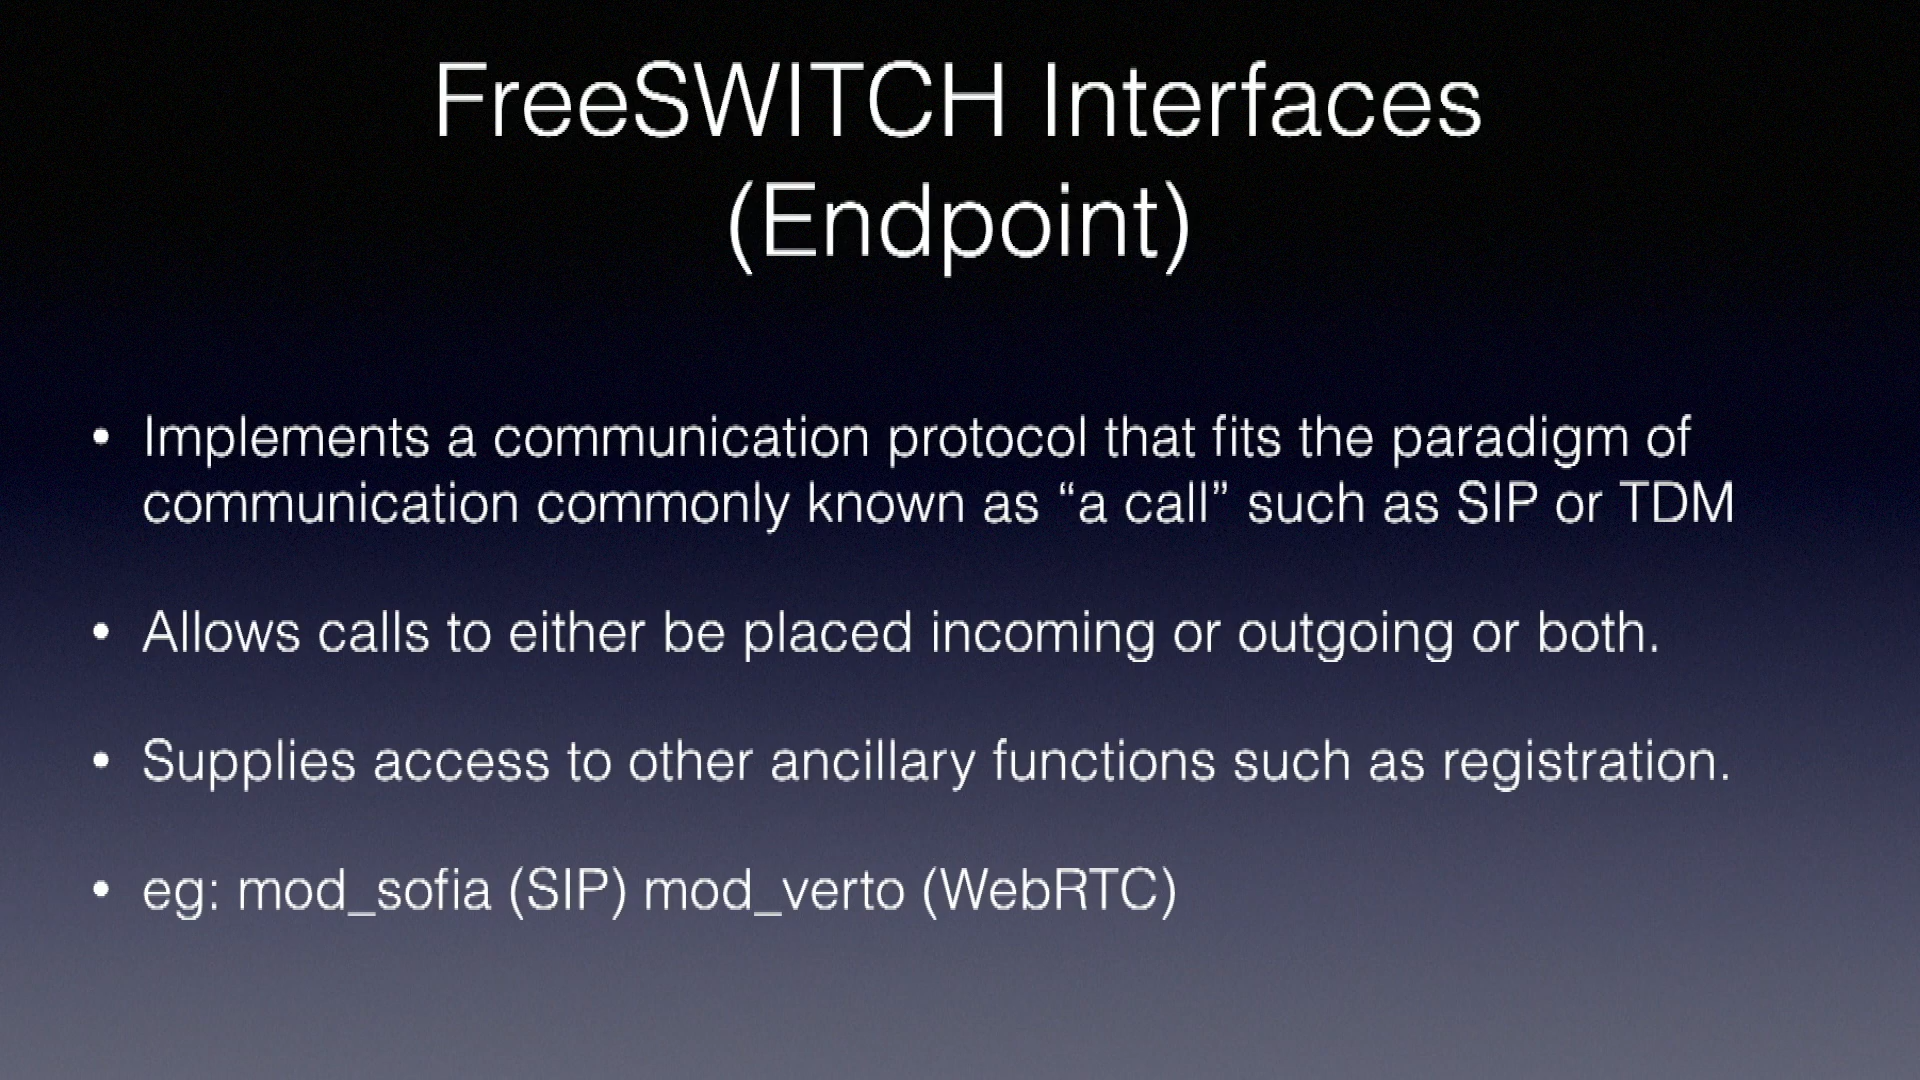 FreeSWITCH Interfaces
(Endpoint)
• Implements a communication protocol that fits the paradigm of
communication commonly known as “a call” such as SIP or TDM
• Allows calls to either be placed incoming or outgoing or both.
• Supplies access to other ancillary functions such as registration.
• eg: mod_sofia (SIP) mod_verto (WebRTC)